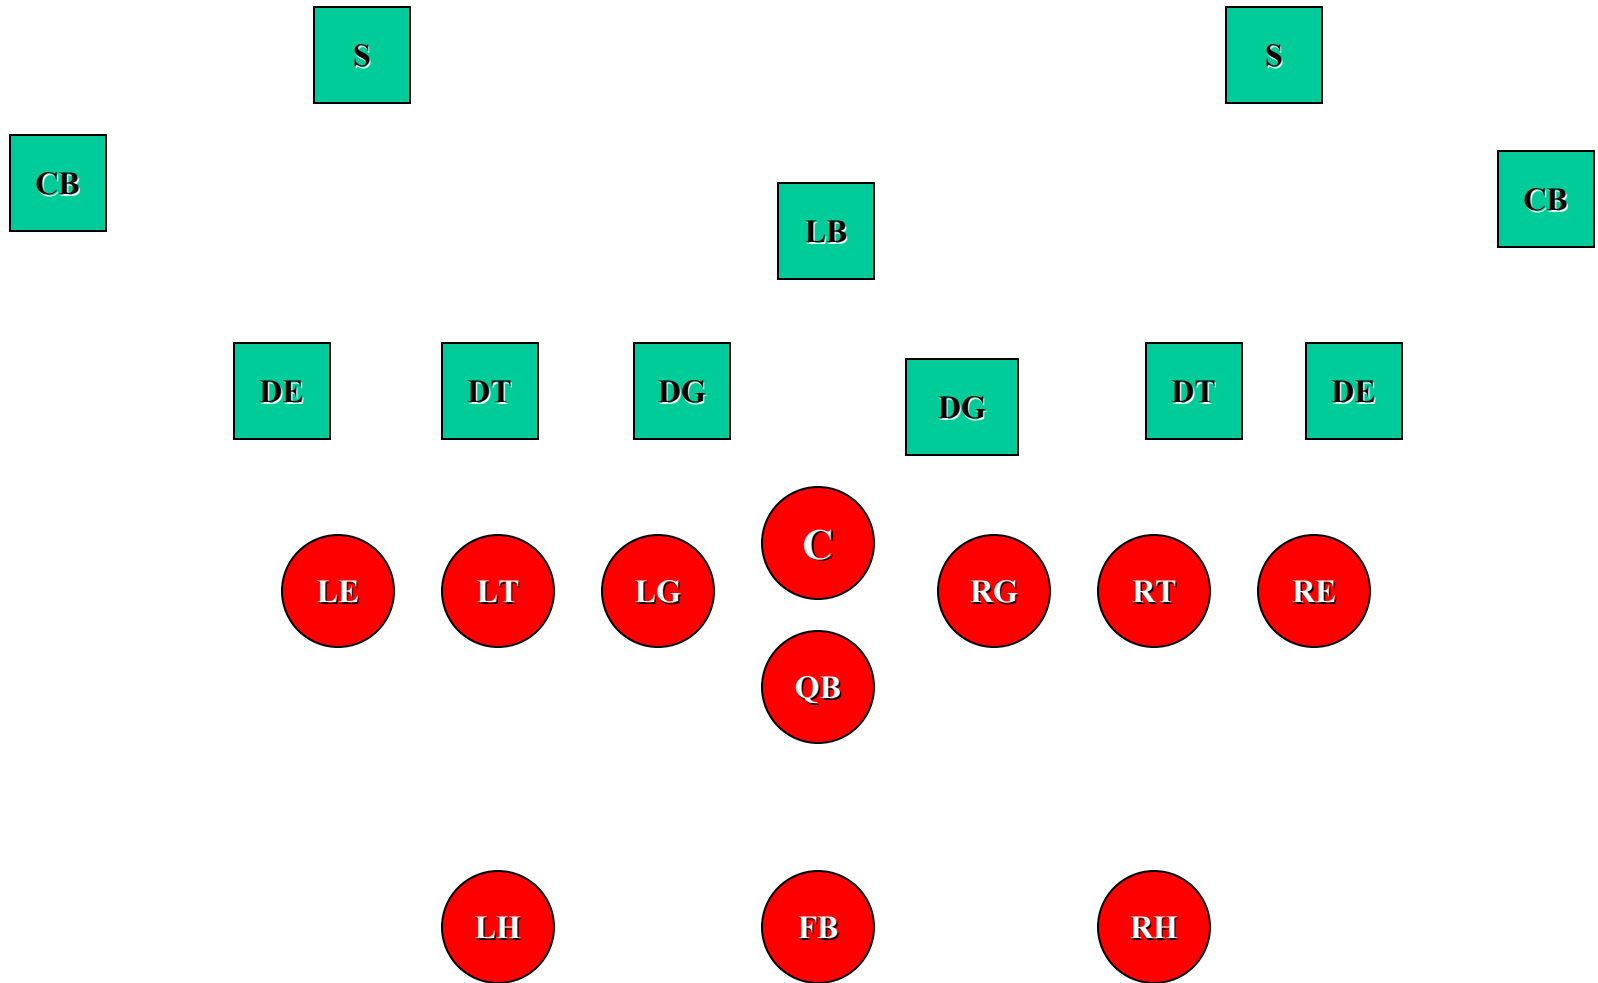 S S
CB CB
LB
DE DT DG DG DT DE
C
LE LT LG RG RT RE
QB
LH FB RH